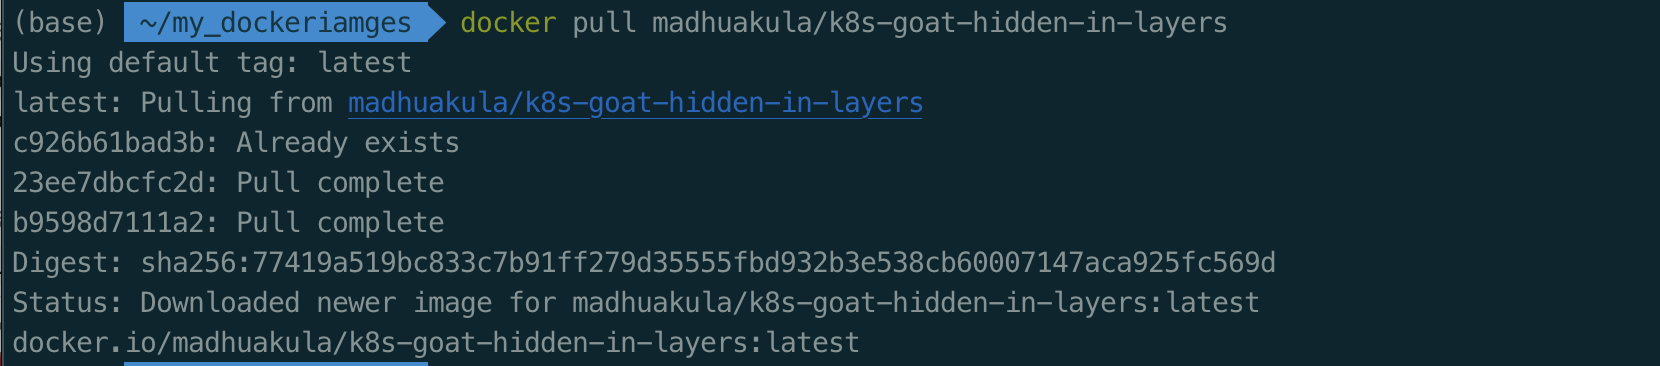 (base) ~/my_dockeriamges docker pull madhuakula/k8s-goat-hidden-in-layers
Using default tag: latest
latest: Pulling from madhuakula/k8s-goat-hidden-in-layers
c926b61bad3b: Already exists
23ee7dbcfc2d: Pull complete
b9598d7111a2: Pull complete
Digest: sha256:77419a519bc833c7b91ff279d35555fbd932b3e538cb60007147aca925fc569d
Status: Downloaded newer image for madhuakula/k8s-goat-hidden-in-layers:latest
docker.io/madhuakula/k8s-goat-hidden-in-layers:latest